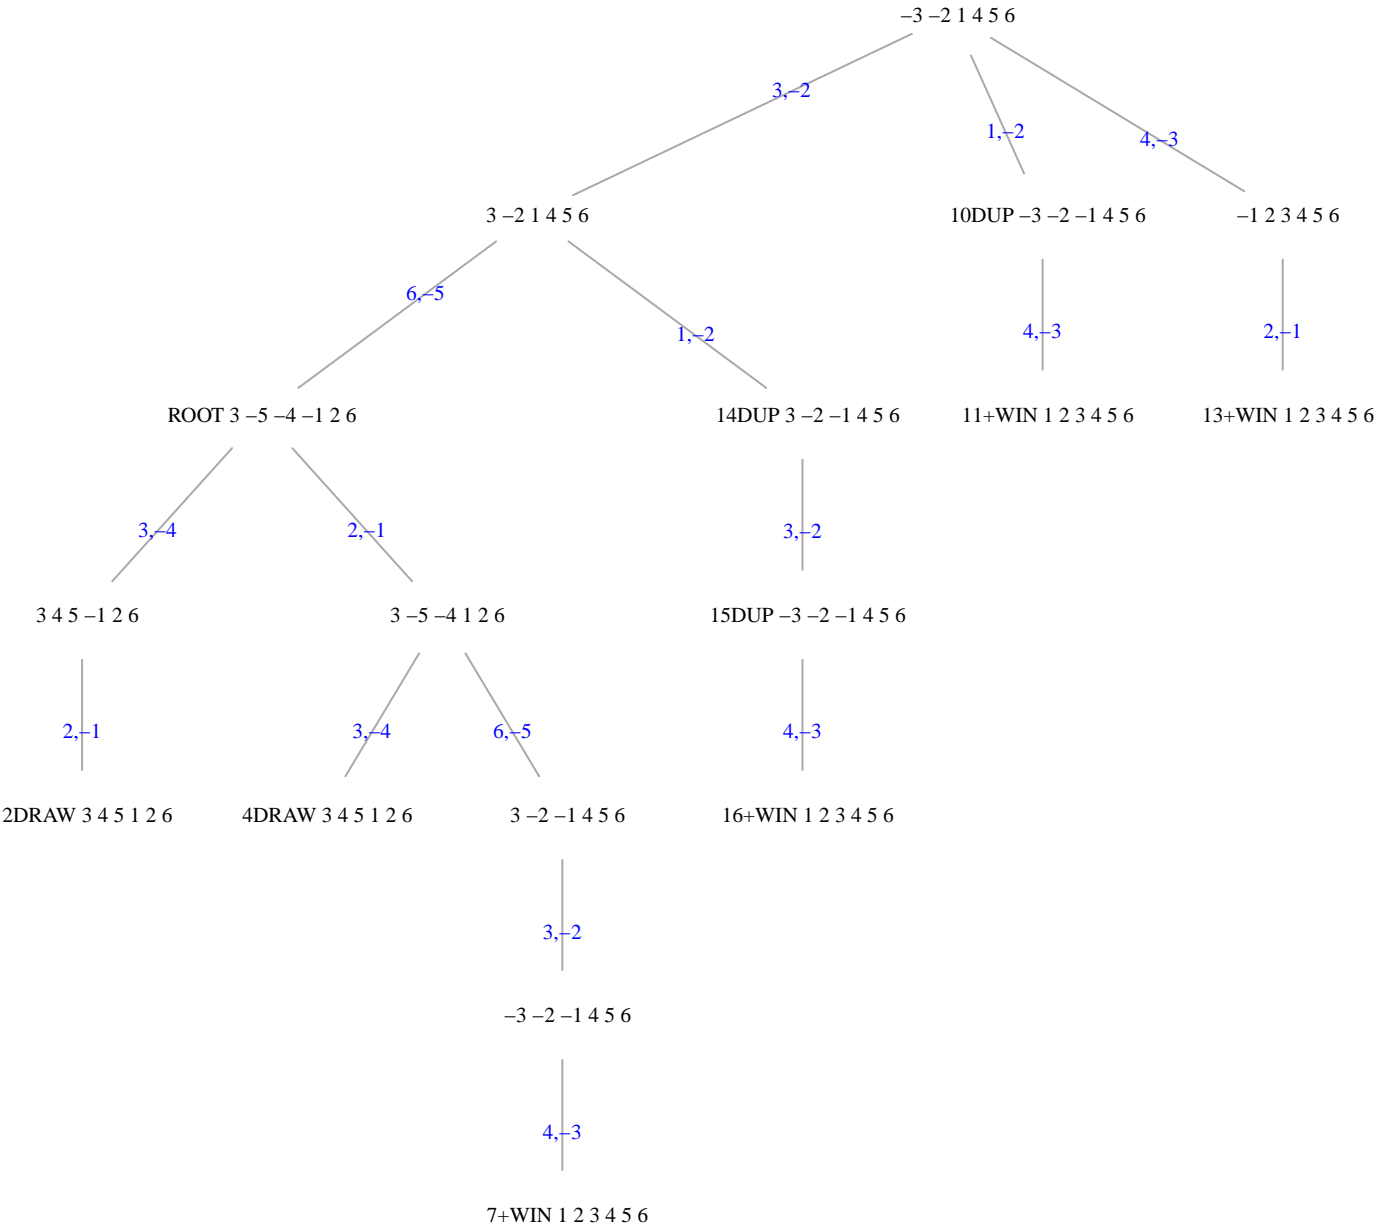 –3 –2 1 4 5 6
3,–2
1,–2
4,–3
3 –2 1 4 5 6
10DUP –3 –2 –1 4 5 6
–1 2 3 4 5 6
6,–5
1,–2
4,–3
2,–1
ROOT 3 –5 –4 –1 2 6
14DUP 3 –2 –1 4 5 6
11+WIN 1 2 3 4 5 6
13+WIN 1 2 3 4 5 6
3,–4
2,–1
3,–2
3 4 5 –1 2 6
3 –5 –4 1 2 6
15DUP –3 –2 –1 4 5 6
2,–1
3,–4
6,–5
4,–3
2DRAW 3 4 5 1 2 6
4DRAW 3 4 5 1 2 6
3 –2 –1 4 5 6
16+WIN 1 2 3 4 5 6
3,–2
–3 –2 –1 4 5 6
4,–3
7+WIN 1 2 3 4 5 6